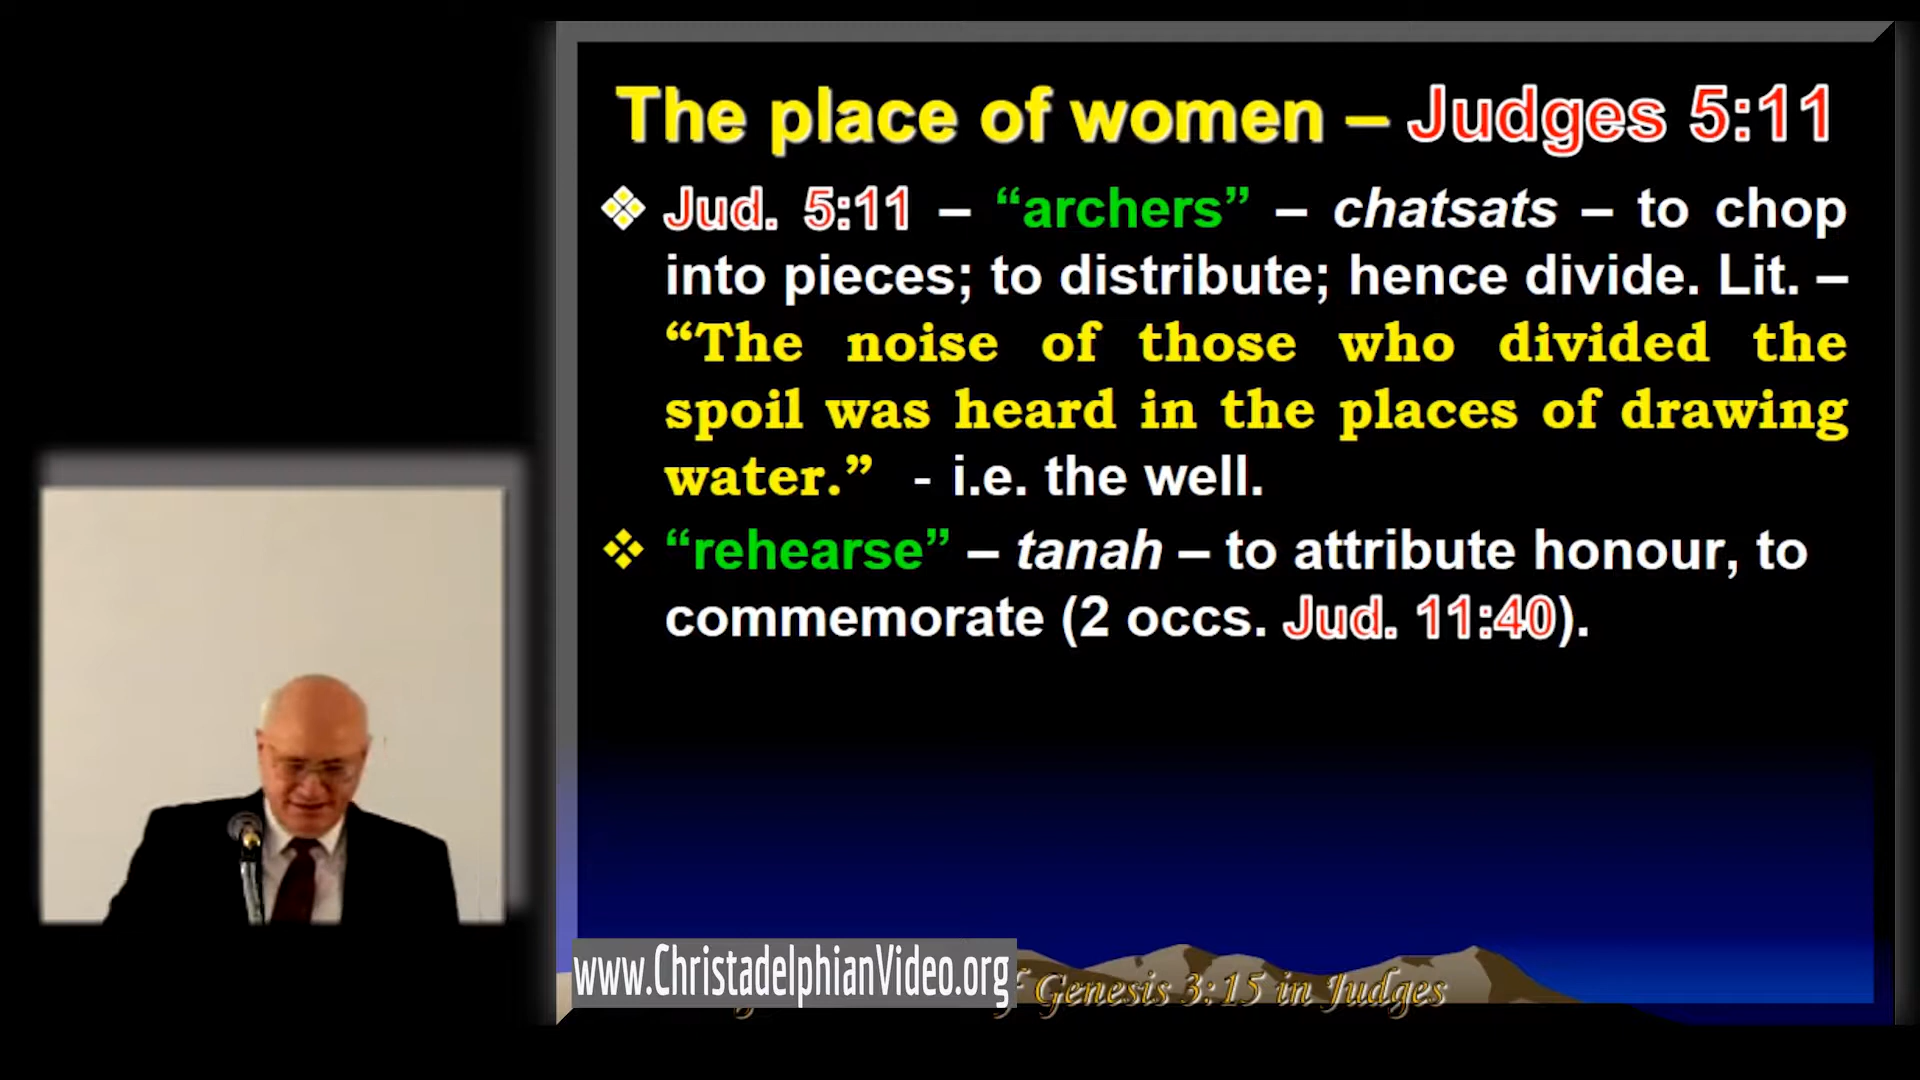 The place of women – Judges 5:11
Jud. 5:11 – “archers” – chatsats – to chop
into pieces; to distribute; hence divide. Lit. –
“The noise of those who divided the
spoil was heard in the places of drawing
water.” - i.e. the well.
“rehearse” – tanah – to attribute honour, to
commemorate (2 occs. Jud. 11:40).
www.ChristadelphianVideo.org
Genesis 3:15 in Judges